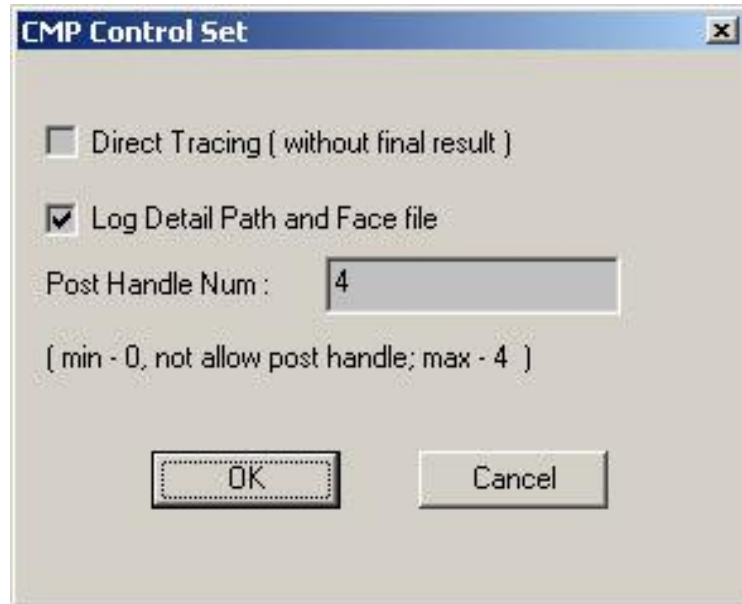 CMP Control Set
Direct Tracing ( without final result )
Log Detail Path and Face file
Post Handle Num : 4
( min - 0, not allow post handle; max - 4 )
OK Cancel